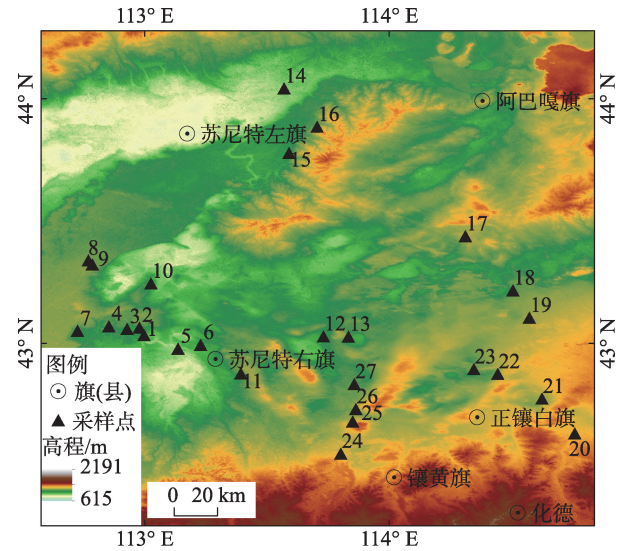 113° E
114° E
44° N
44° N
14
阿巴嘎旗
16
苏尼特左旗
15
17
8
9
10
18
19
7
4
3
2
1
5
6
12
13
43° N
43° N
苏尼特右旗
11
23
22
27
26
25
21
正镶白旗
20
24
镶黄旗
化德
图例
旗(县)
采样点
高程/m
2191
615
0 20 km
113° E
114° E